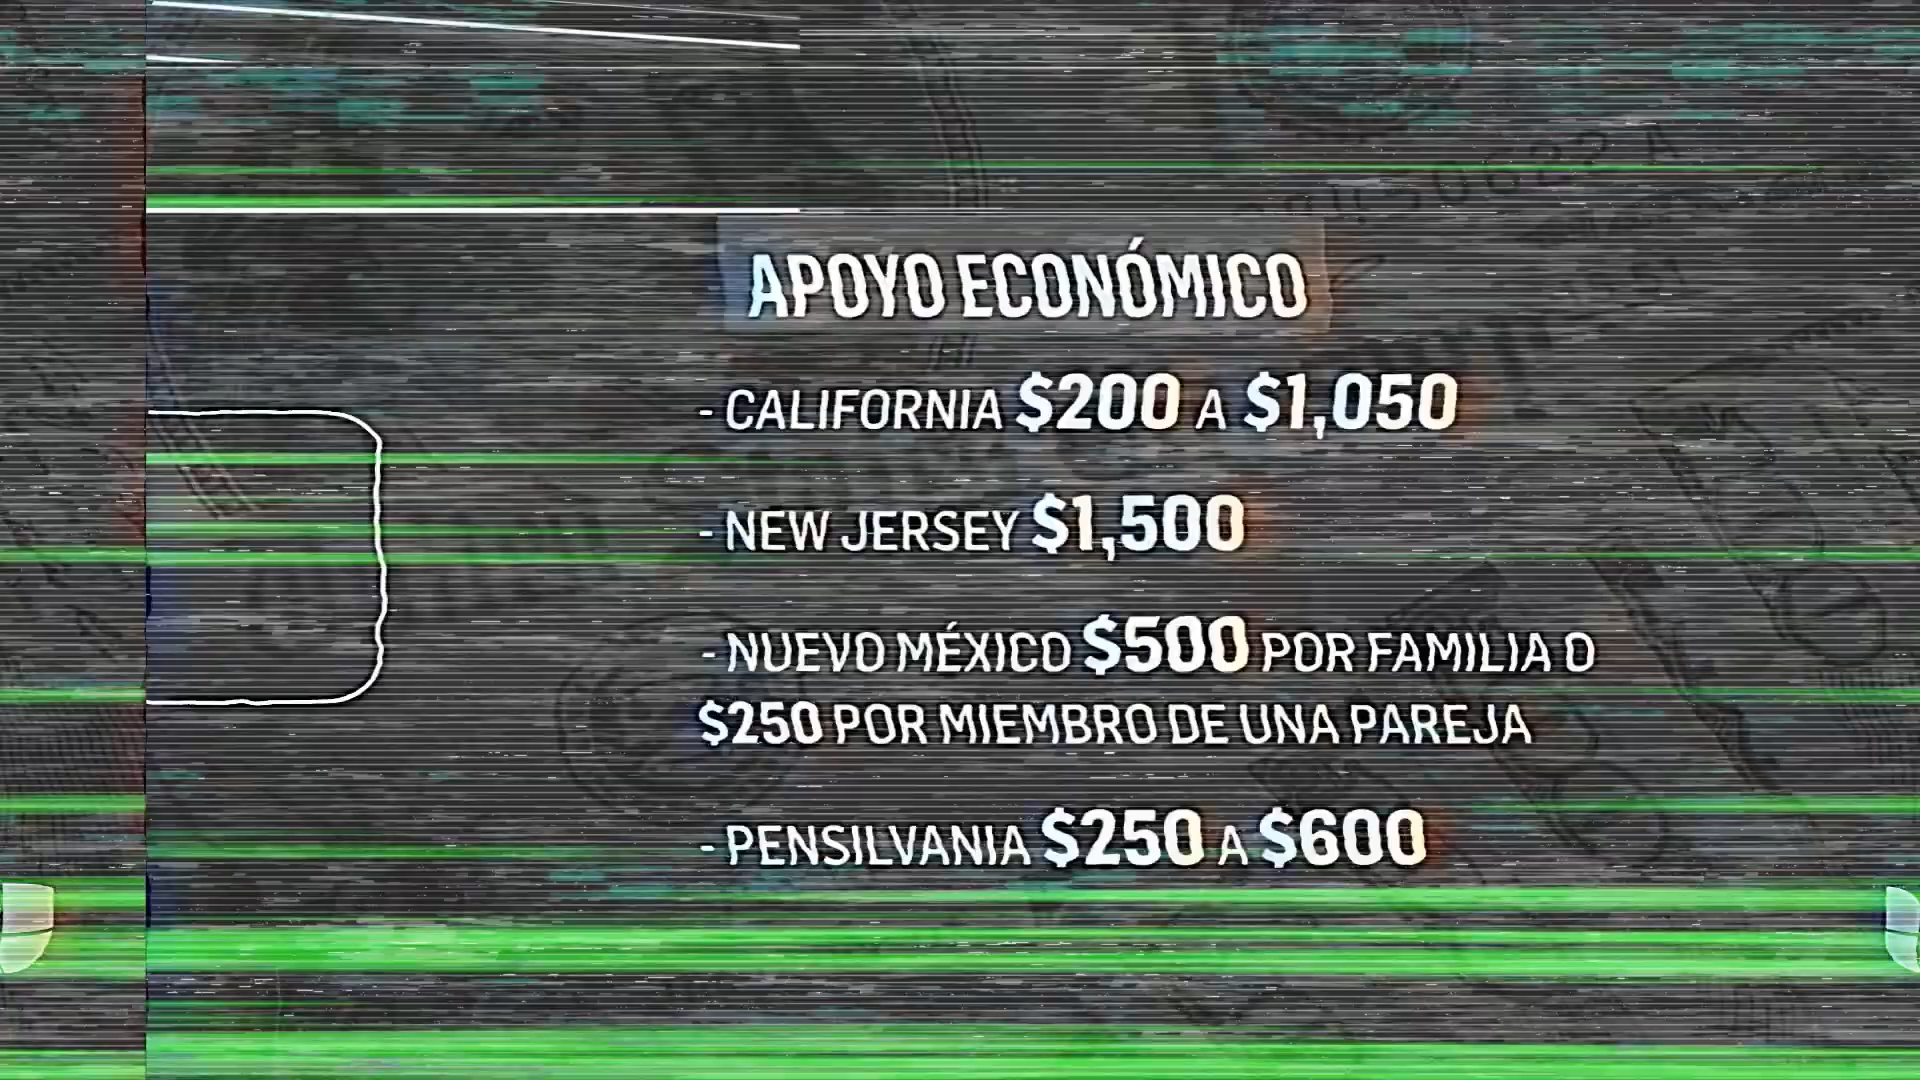 APOYO ECONÓMICO
- CALIFORNIA $200 A $1,050
- NEW JERSEY $1,500
- NUEVO MÉXICO $500 POR FAMILIA O
$250 POR MIEMBRO DE UNA PAREJA
- PENSILVANIA $250 A $600